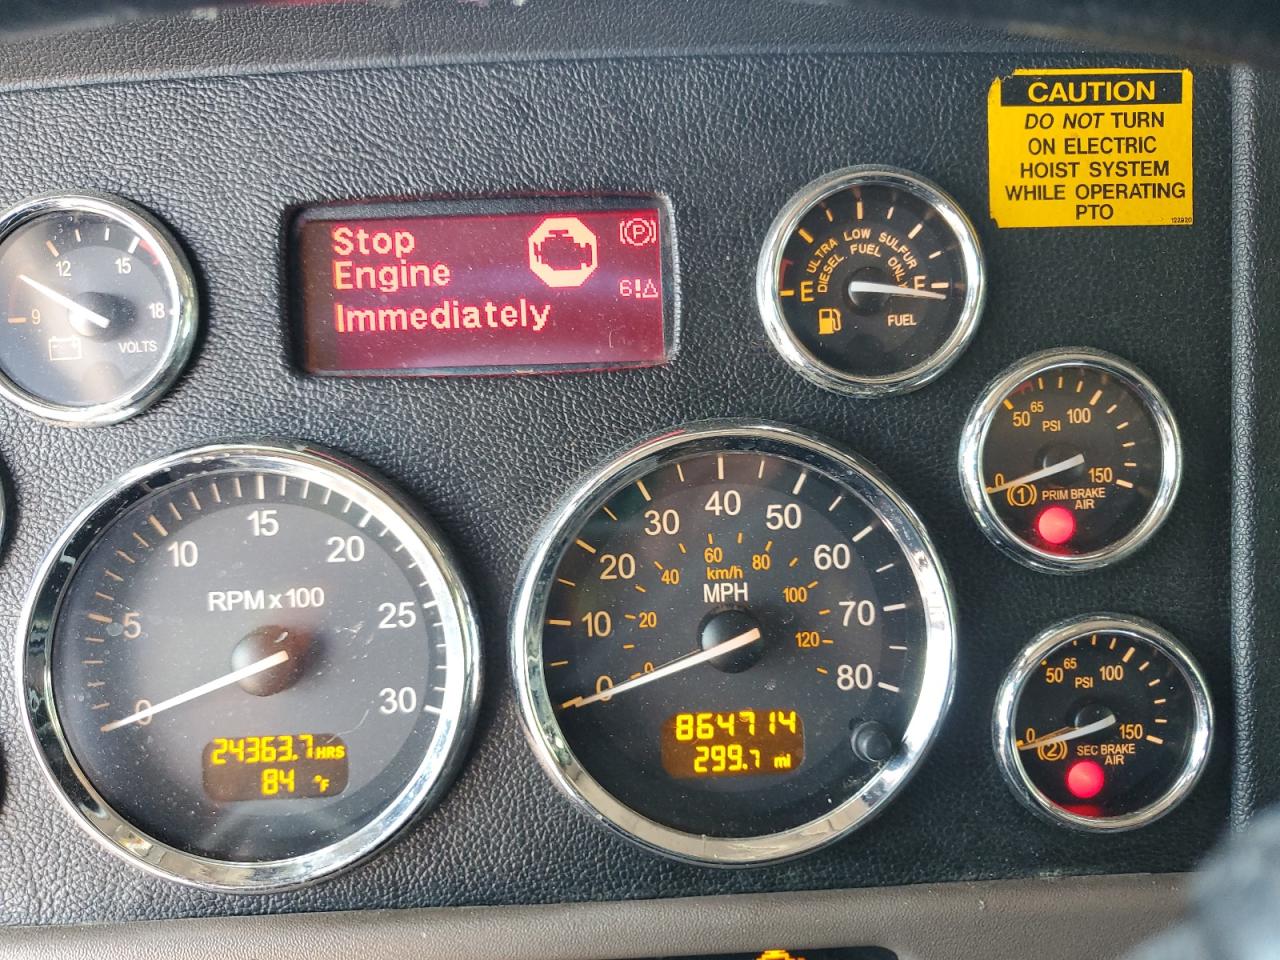 CAUTION
DO NOT TURN
ON ELECTRIC
HOIST SYSTEM
WHILE OPERATING
PTO
122920
Stop
Engine
Immediately
P
6!
12 15
9 18
VOLTS
ULTRA LOW SULFUR
DIESEL FUEL ONLY
E F
FUEL
50 65 100
PSI
0 150
1 PRIM BRAKE
AIR
0 5 10 15 20 25 30
RPM x 100
24363.7 HRS
84 °F
0 10 20 30 40 50 60 70 80
0 20 40 60 80 100 120
km/h
MPH
864714
299.7 mi
50 65 100
PSI
0 150
2 SEC BRAKE
AIR